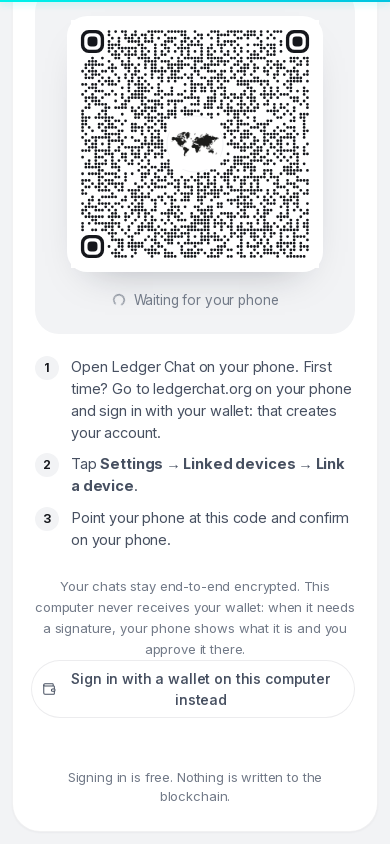 Waiting for your phone
1 Open Ledger Chat on your phone. First
time? Go to ledgerchat.org on your phone
and sign in with your wallet: that creates
your account.
2 Tap Settings → Linked devices → Link
a device.
3 Point your phone at this code and confirm
on your phone.
Your chats stay end-to-end encrypted. This
computer never receives your wallet: when it needs
a signature, your phone shows what it is and you
approve it there.
Sign in with a wallet on this computer
instead
Signing in is free. Nothing is written to the
blockchain.